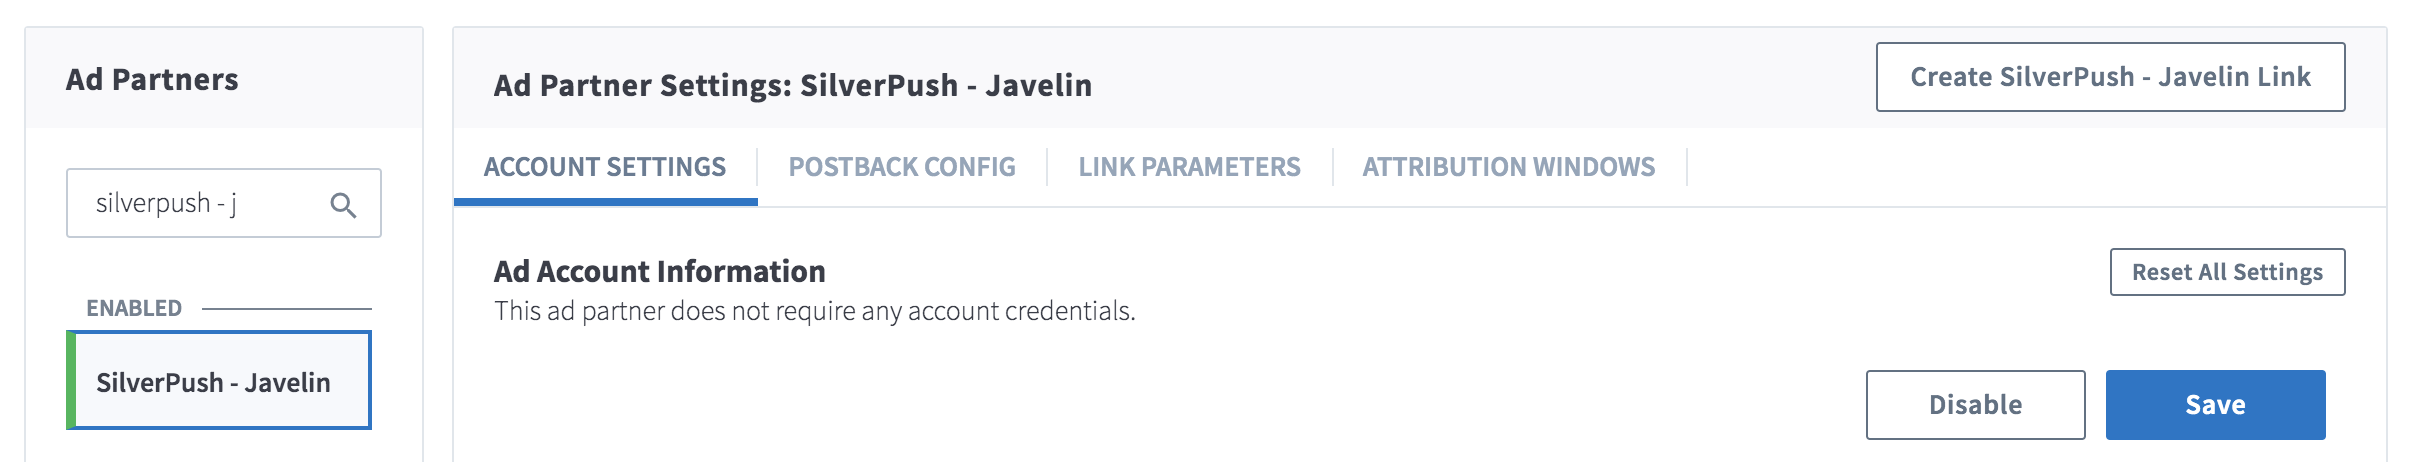 Ad Partners
silverpush - j
ENABLED
SilverPush - Javelin
Ad Partner Settings: SilverPush - Javelin
Create SilverPush - Javelin Link
ACCOUNT SETTINGS
POSTBACK CONFIG
LINK PARAMETERS
ATTRIBUTION WINDOWS
Ad Account Information
Reset All Settings
This ad partner does not require any account credentials.
Disable
Save